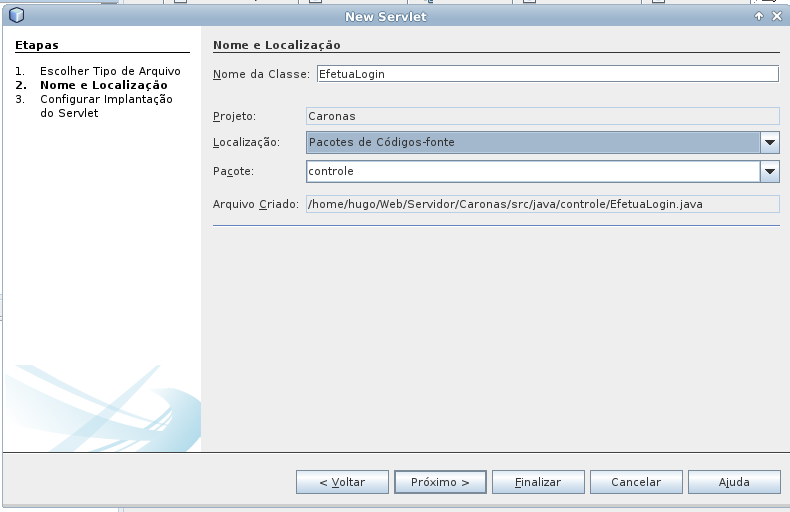 New Servlet
Etapas
1. Escolher Tipo de Arquivo
2. Nome e Localização
3. Configurar Implantação
do Servlet
Nome e Localização
Nome da Classe: EfetuaLogin
Projeto: Caronas
Localização: Pacotes de Códigos-fonte
Pacote: controle
Arquivo Criado: /home/hugo/Web/Servidor/Caronas/src/java/controle/EfetuaLogin.java
< Voltar Próximo > Finalizar Cancelar Ajuda